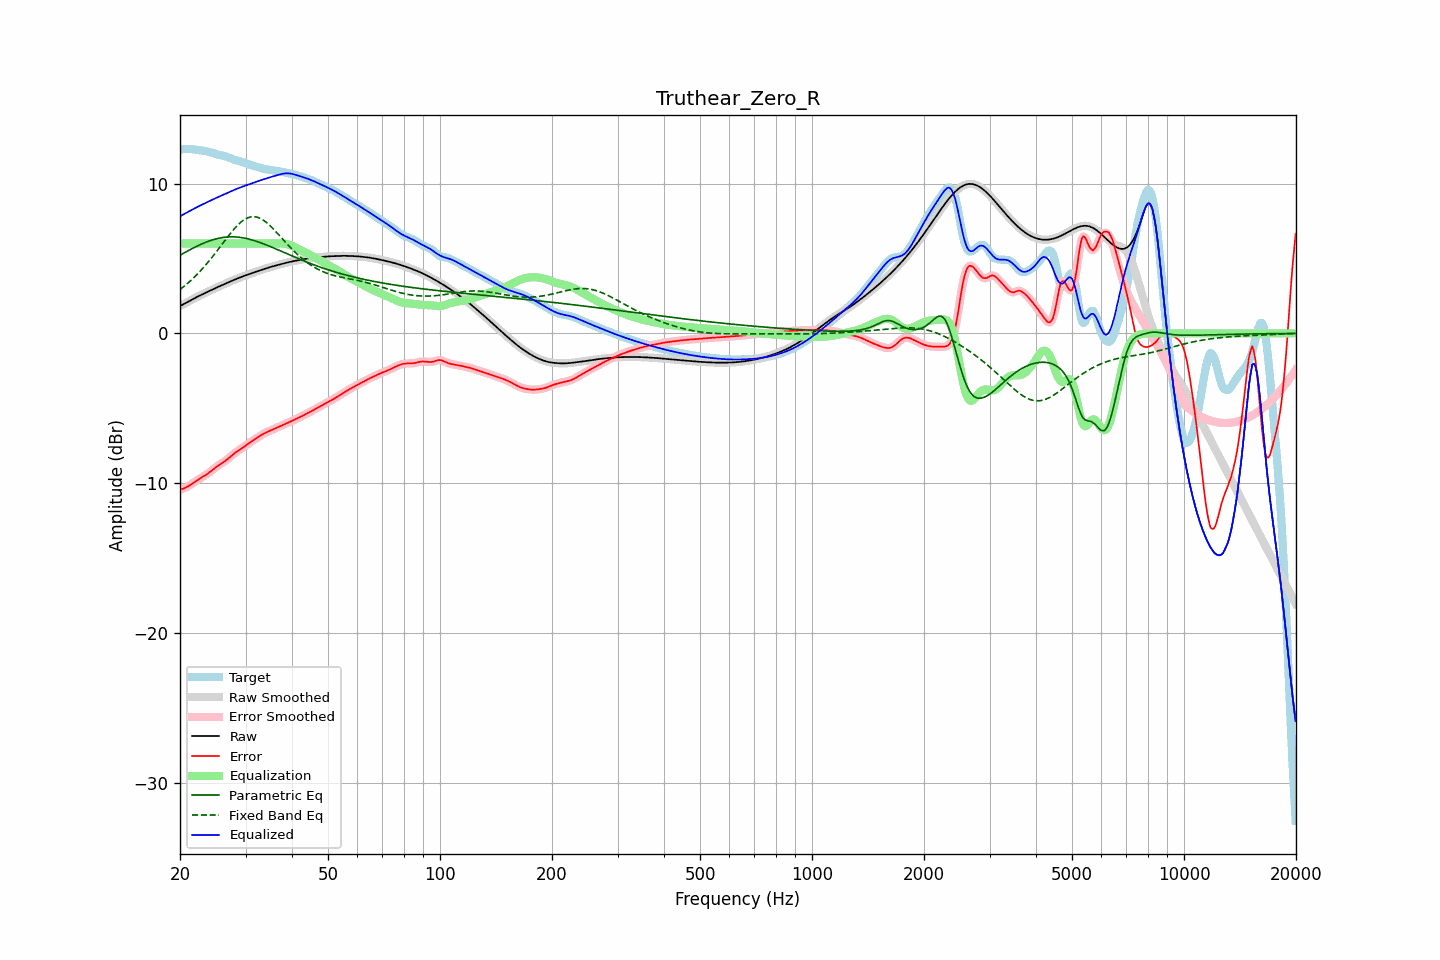 Truthear_Zero_R
Amplitude (dBr)
10
0
−10
−20
−30
Target
Raw Smoothed
Error Smoothed
Raw
Error
Equalization
Parametric Eq
Fixed Band Eq
Equalized
20 50 100 200 500 1000 2000 5000 10000 20000
Frequency (Hz)